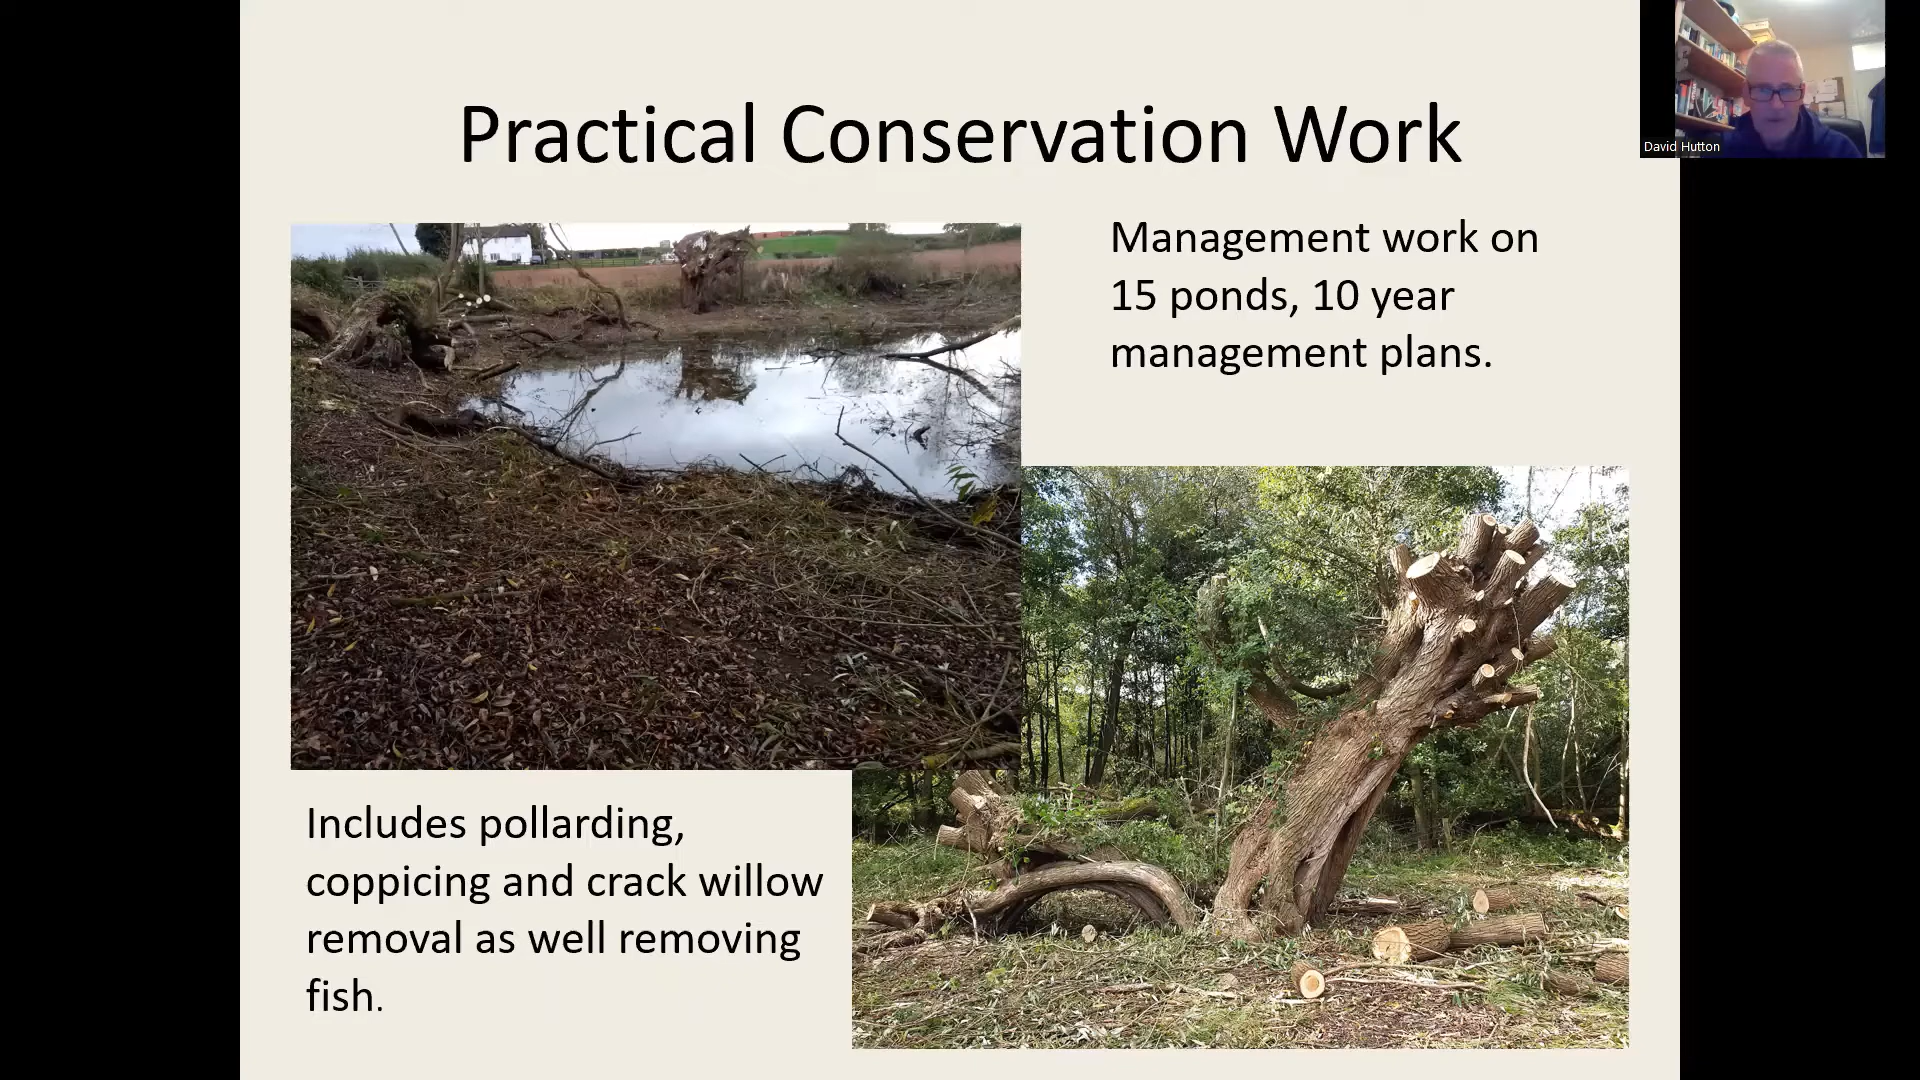 Practical Conservation Work
David Hutton
Management work on
15 ponds, 10 year
management plans.
Includes pollarding,
coppicing and crack willow
removal as well removing
fish.